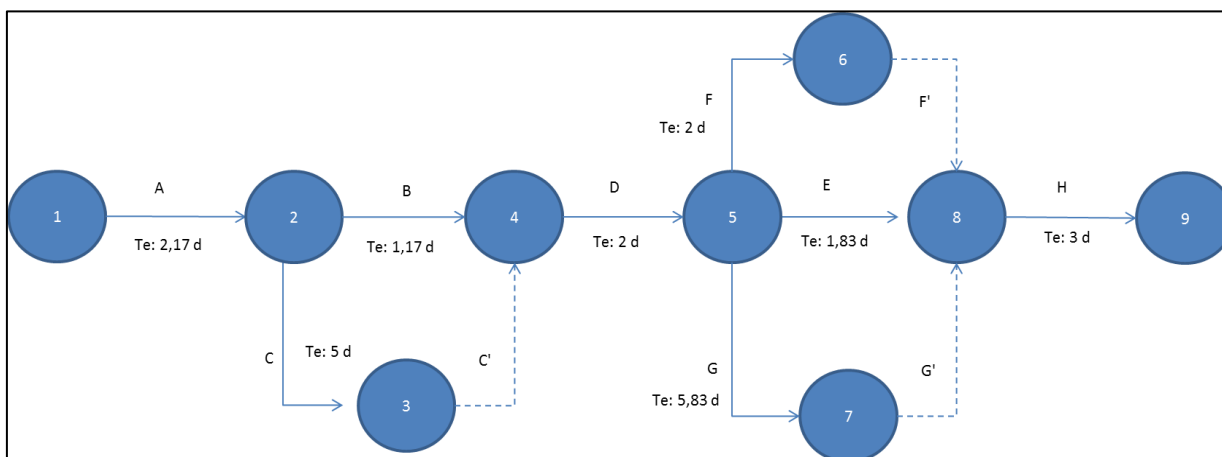 6
F
F'
Te: 2 d
A
B
D
E
H
1
2
4
5
8
9
Te: 2,17 d
Te: 1,17 d
Te: 2 d
Te: 1,83 d
Te: 3 d
C
Te: 5 d
C'
G
G'
Te: 5,83 d
3
7